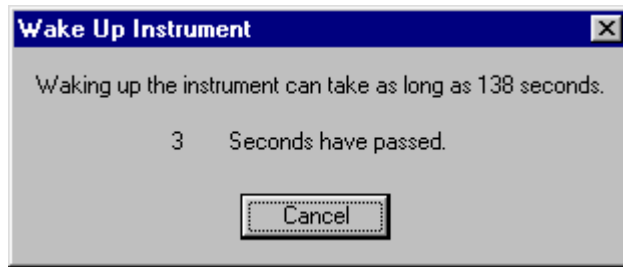 Wake Up Instrument
Waking up the instrument can take as long as 138 seconds.
3 Seconds have passed.
Cancel